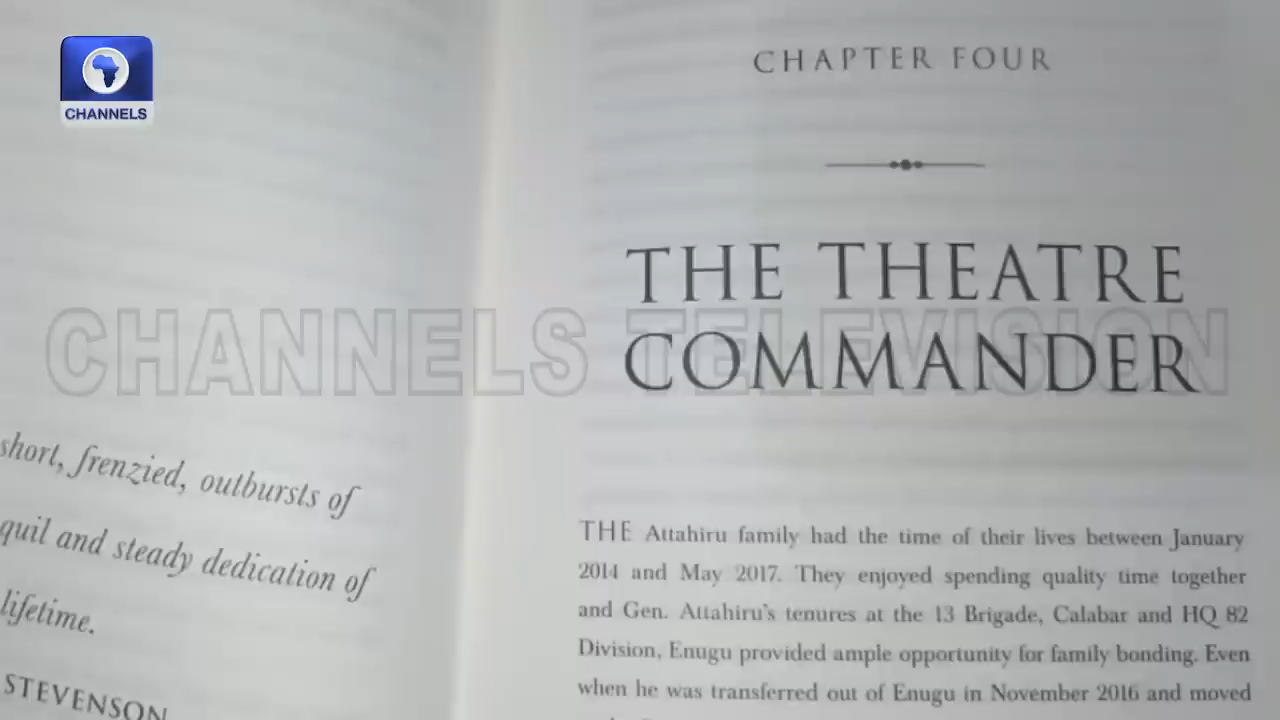 CHANNELS
CHANNELS TELEVISION
short, frenzied, outbursts of
quil and steady dedication of
lifetime.
STEVENSON
CHAPTER FOUR
THE THEATRE
COMMANDER
THE Attahiru family had the time of their lives between January
2014 and May 2017. They enjoyed spending quality time together
and Gen. Attahiru's tenures at the 13 Brigade, Calabar and HQ 82
Division, Enugu provided ample opportunity for family bonding. Even
when he was transferred out of Enugu in November 2016 and moved